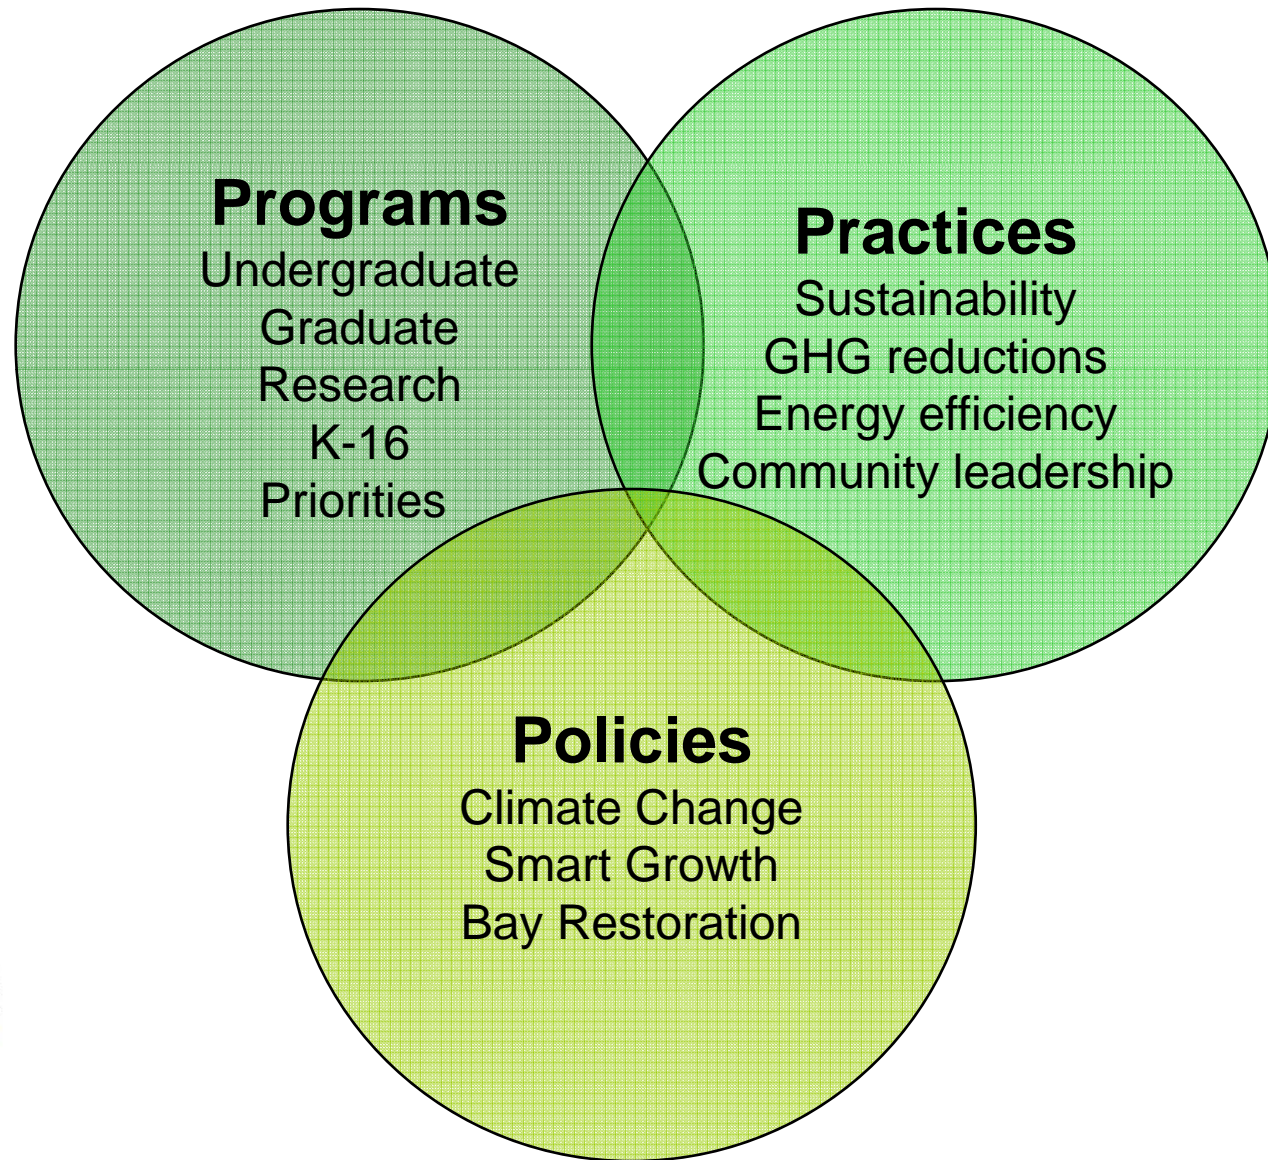 Programs
Undergraduate
Graduate
Research
K-16
Priorities
Practices
Sustainability
GHG reductions
Energy efficiency
Community leadership
Policies
Climate Change
Smart Growth
Bay Restoration